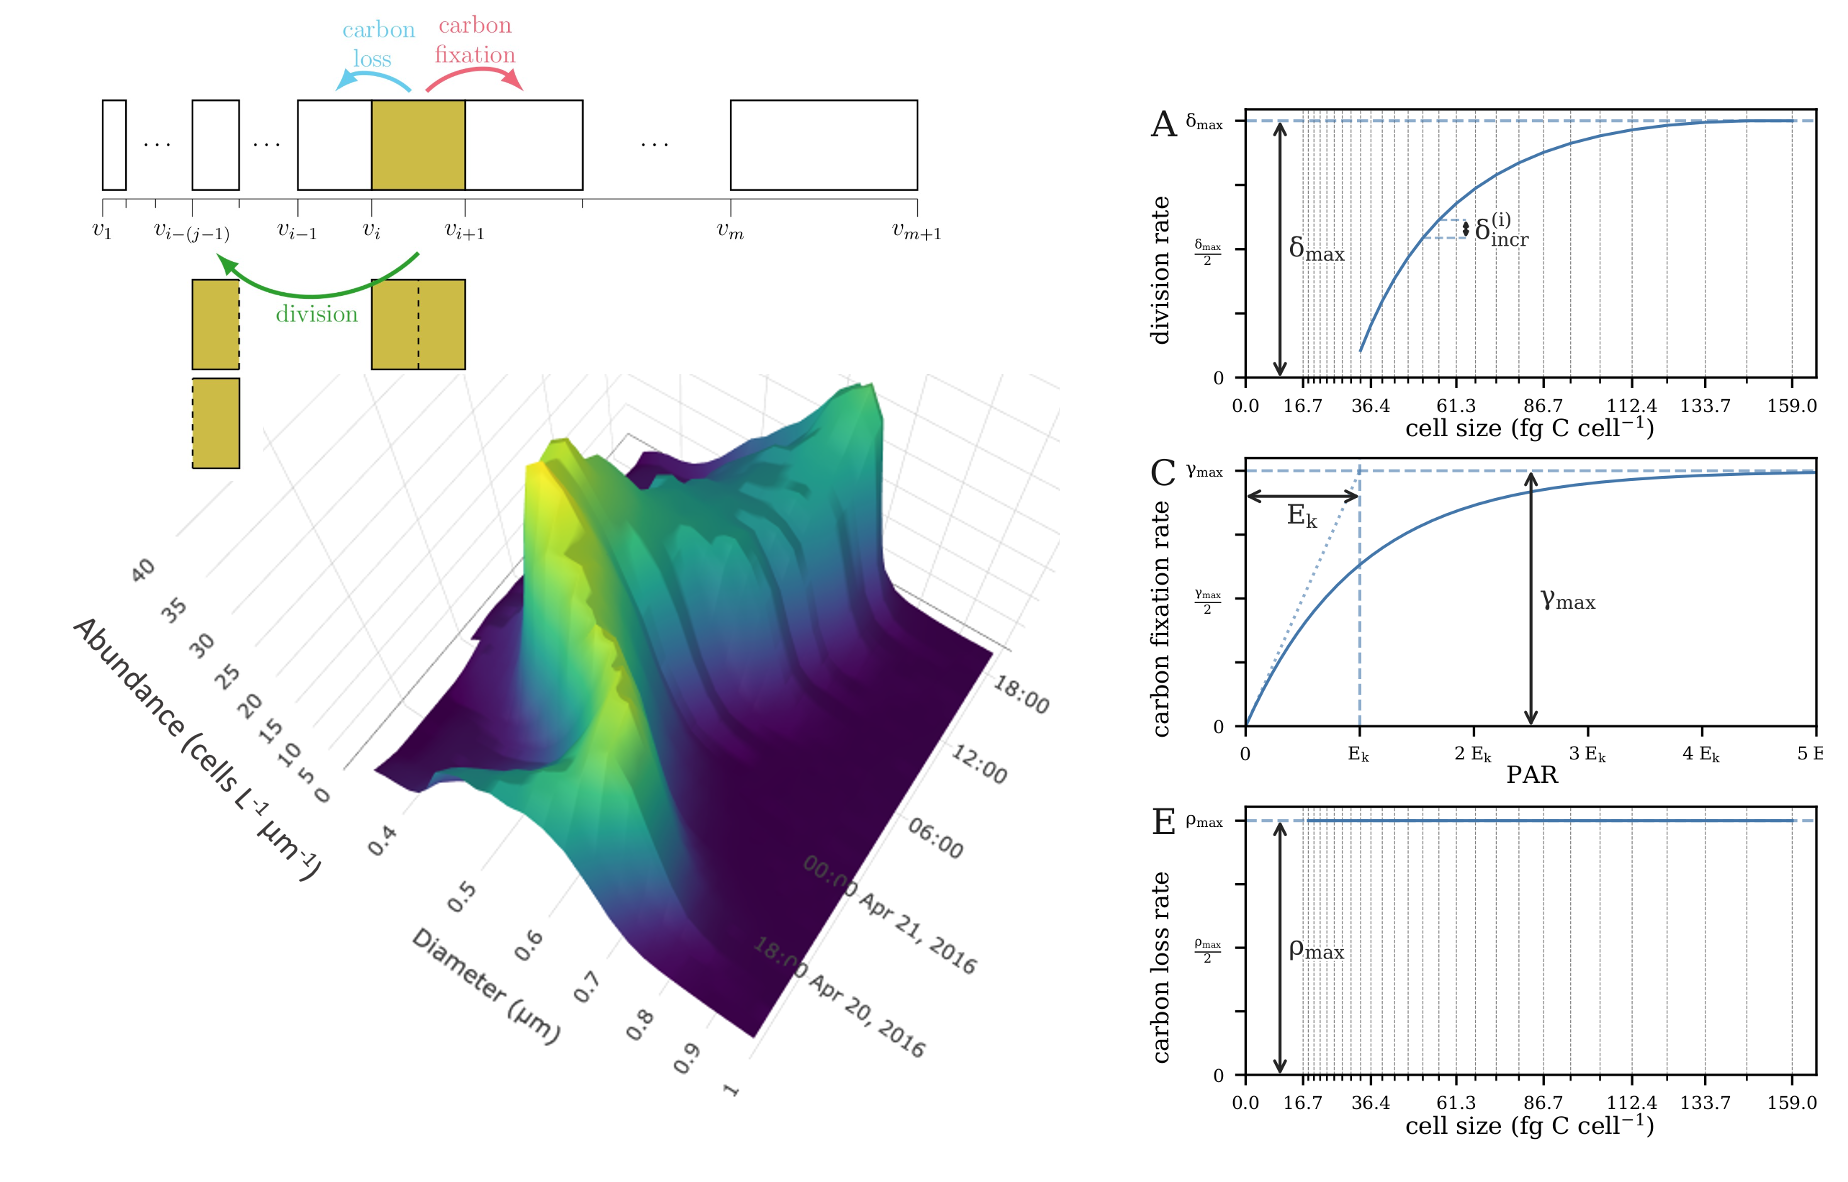 carbon
loss
carbon
fixation
...
...
...
v₁
vᵢ₋₍ⱼ₋₁₎
vᵢ₋₁
vᵢ
vᵢ₊₁
vₘ
vₘ₊₁
division
40
35
30
25
20
15
10
5
0
Abundance (cells L⁻¹ µm⁻¹)
0.4
0.5
0.6
0.7
0.8
0.9
1
Diameter (µm)
18:00
12:00
06:00
00:00 Apr 21, 2016
18:00 Apr 20, 2016
A
δmax
δmax
2
0
division rate
δmax
δincr(i)
0.0 16.7 36.4 61.3 86.7 112.4 133.7 159.0
cell size (fg C cell⁻¹)
C
γmax
γmax
2
0
carbon fixation rate
Ek
γmax
0 Ek 2 Ek 3 Ek 4 Ek 5 E
PAR
E
ρmax
ρmax
2
0
carbon loss rate
ρmax
0.0 16.7 36.4 61.3 86.7 112.4 133.7 159.0
cell size (fg C cell⁻¹)